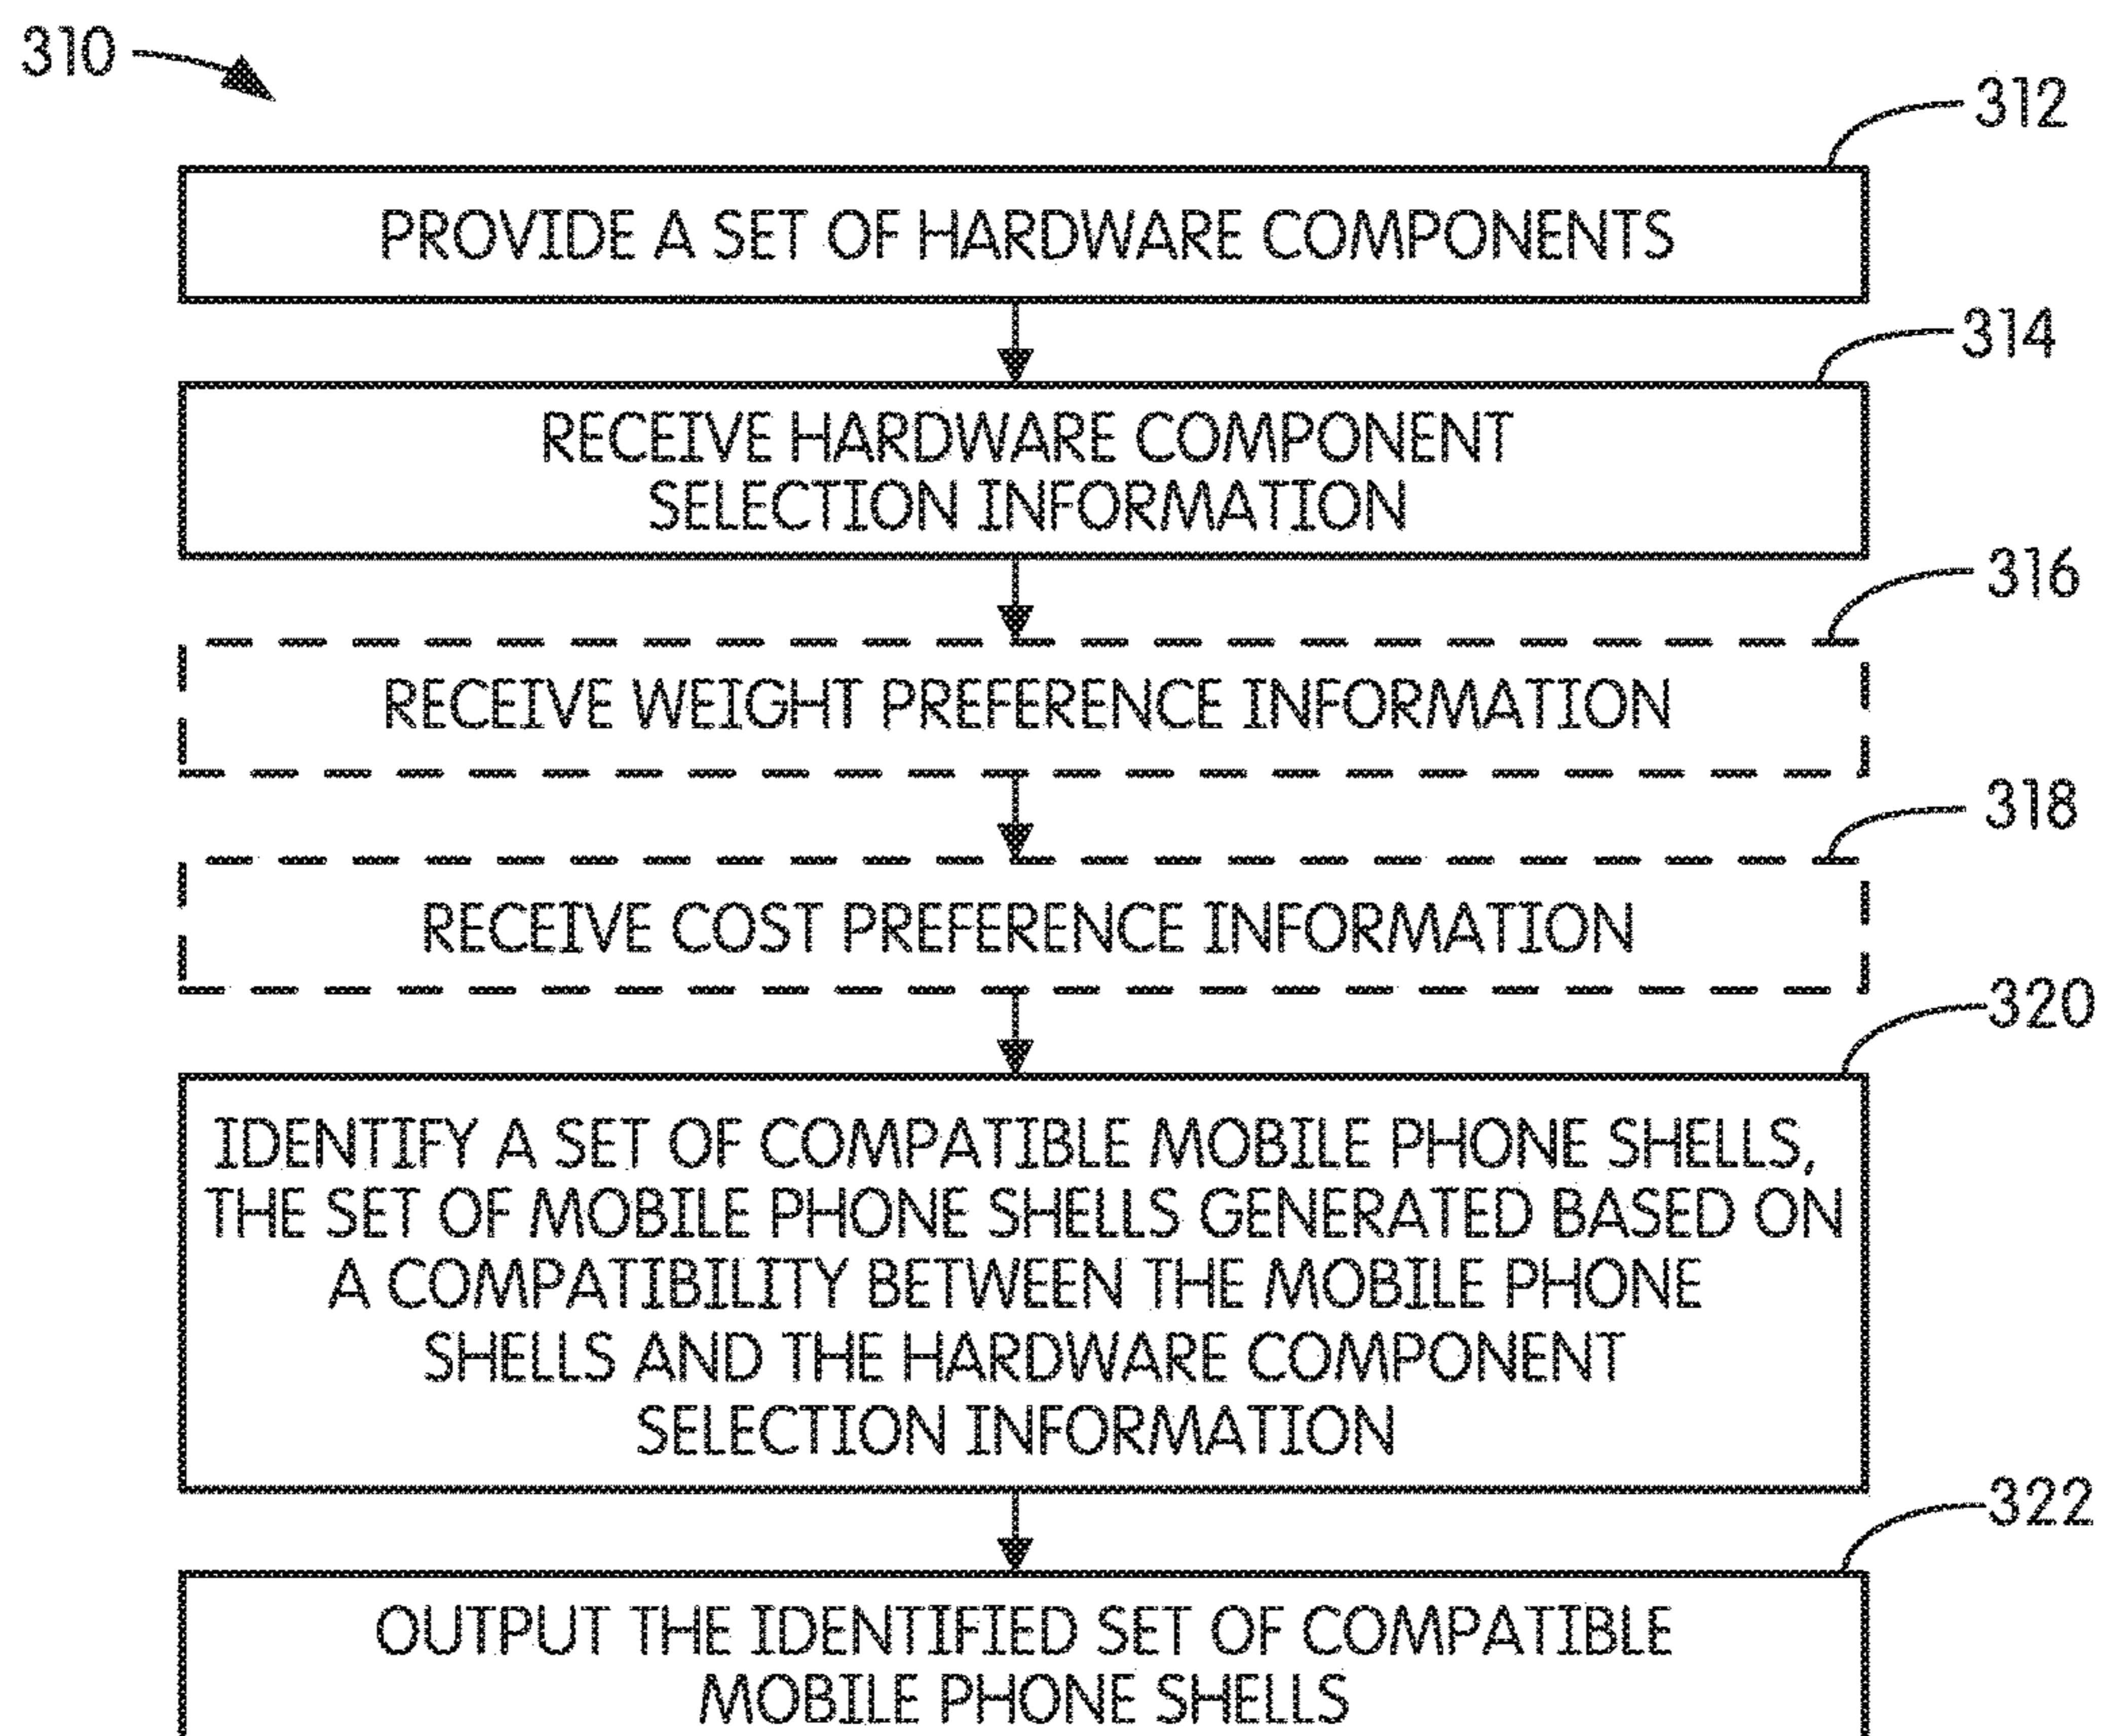 310
312
PROVIDE A SET OF HARDWARE COMPONENTS
314
RECEIVE HARDWARE COMPONENT
SELECTION INFORMATION
316
RECEIVE WEIGHT PREFERENCE INFORMATION
318
RECEIVE COST PREFERENCE INFORMATION
320
IDENTIFY A SET OF COMPATIBLE MOBILE PHONE SHELLS,
THE SET OF MOBILE PHONE SHELLS GENERATED BASED ON
A COMPATIBILITY BETWEEN THE MOBILE PHONE
SHELLS AND THE HARDWARE COMPONENT
SELECTION INFORMATION
322
OUTPUT THE IDENTIFIED SET OF COMPATIBLE
MOBILE PHONE SHELLS